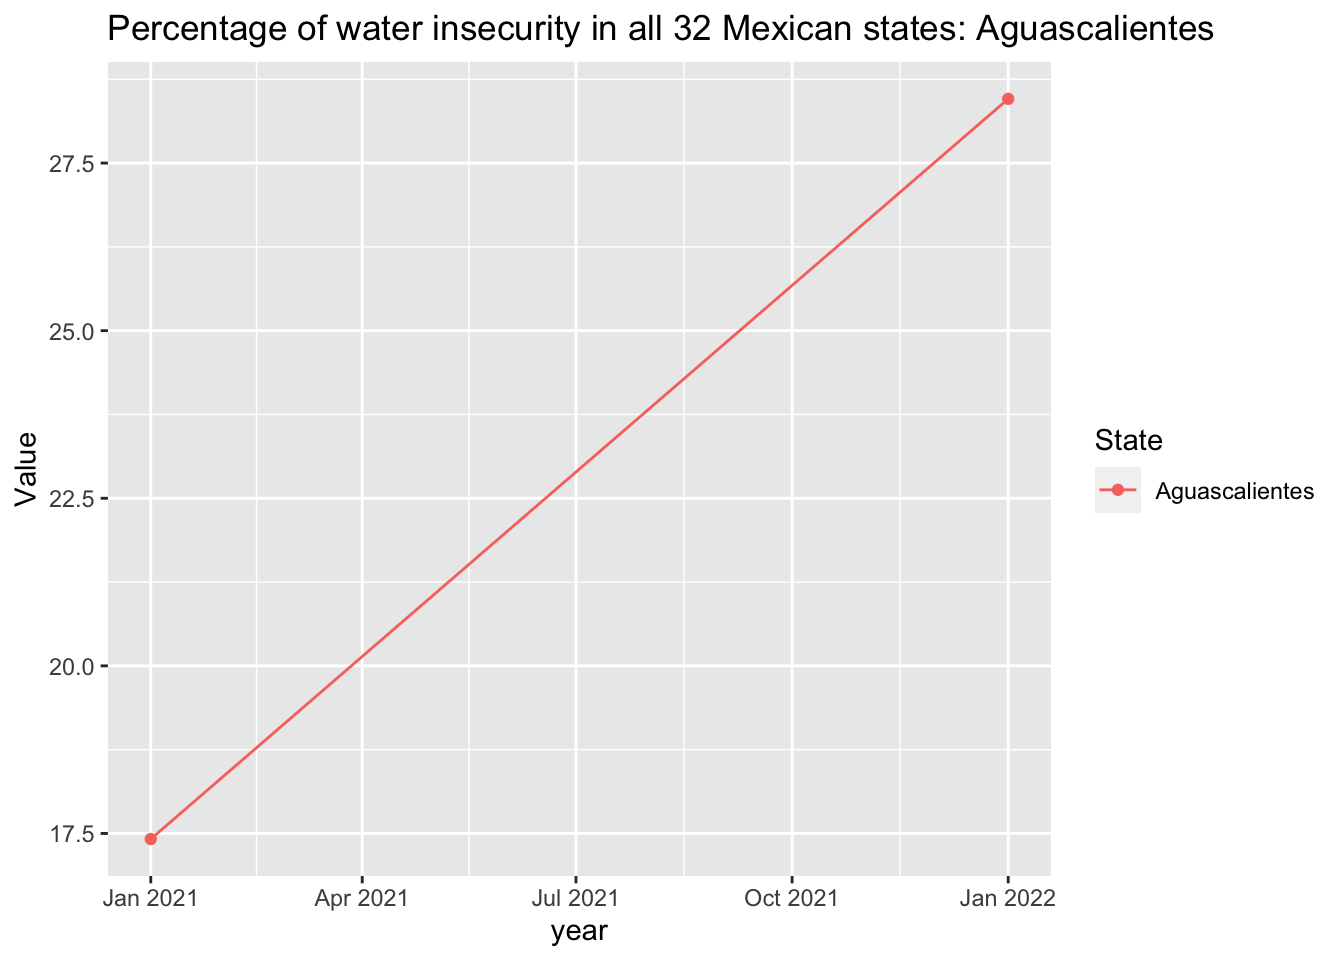 Percentage of water insecurity in all 32 Mexican states: Aguascalientes
27.5
25.0
22.5
20.0
17.5
Value
Jan 2021 Apr 2021 Jul 2021 Oct 2021 Jan 2022
year
State
Aguascalientes